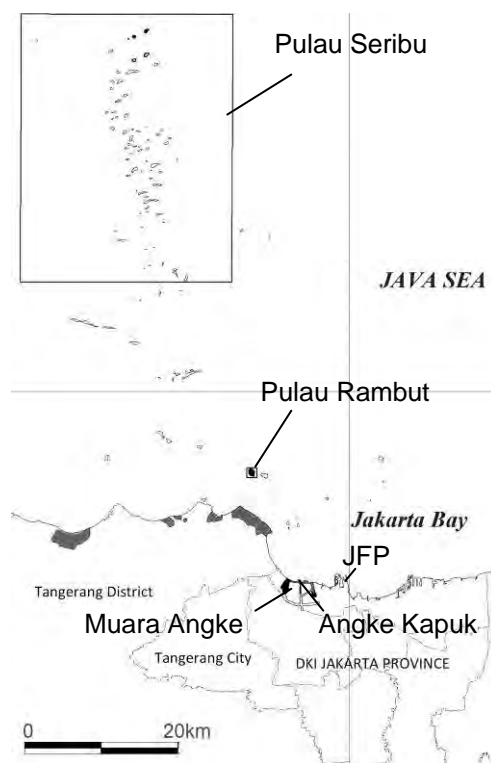 Pulau Seribu
JAVA SEA
Pulau Rambut
Jakarta Bay
JFP
Tangerang District
Muara Angke
Angke Kapuk
Tangerang City
DKI JAKARTA PROVINCE
0 20km